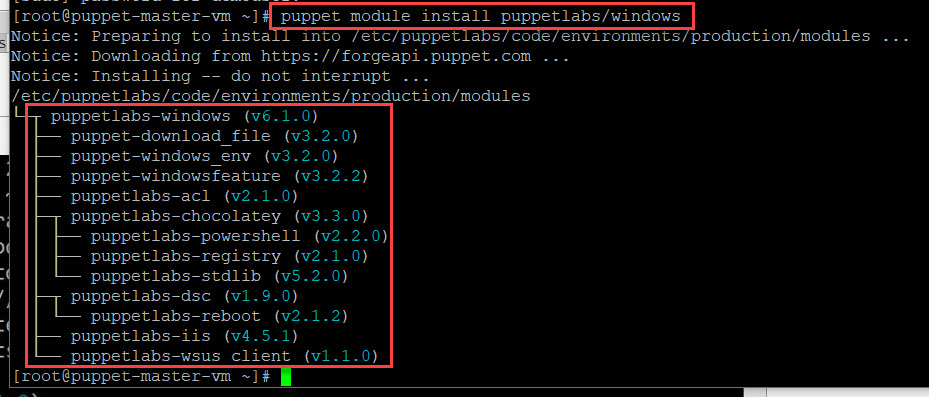 [root@puppet-master-vm ~]# puppet module install puppetlabs/windows
Notice: Preparing to install into /etc/puppetlabs/code/environments/production/modules ...
Notice: Downloading from https://forgeapi.puppet.com ...
Notice: Installing -- do not interrupt ...
/etc/puppetlabs/code/environments/production/modules
└─┬ puppetlabs-windows (v6.1.0)
  ├── puppet-download_file (v3.2.0)
  ├── puppet-windows_env (v3.2.0)
  ├── puppet-windowsfeature (v3.2.2)
  ├── puppetlabs-acl (v2.1.0)
  ├─┬ puppetlabs-chocolatey (v3.3.0)
  │ ├── puppetlabs-powershell (v2.2.0)
  │ ├── puppetlabs-registry (v2.1.0)
  │ └── puppetlabs-stdlib (v5.2.0)
  ├─┬ puppetlabs-dsc (v1.9.0)
  │ └── puppetlabs-reboot (v2.1.2)
  ├── puppetlabs-iis (v4.5.1)
  └── puppetlabs-wsus_client (v1.1.0)
[root@puppet-master-vm ~]#